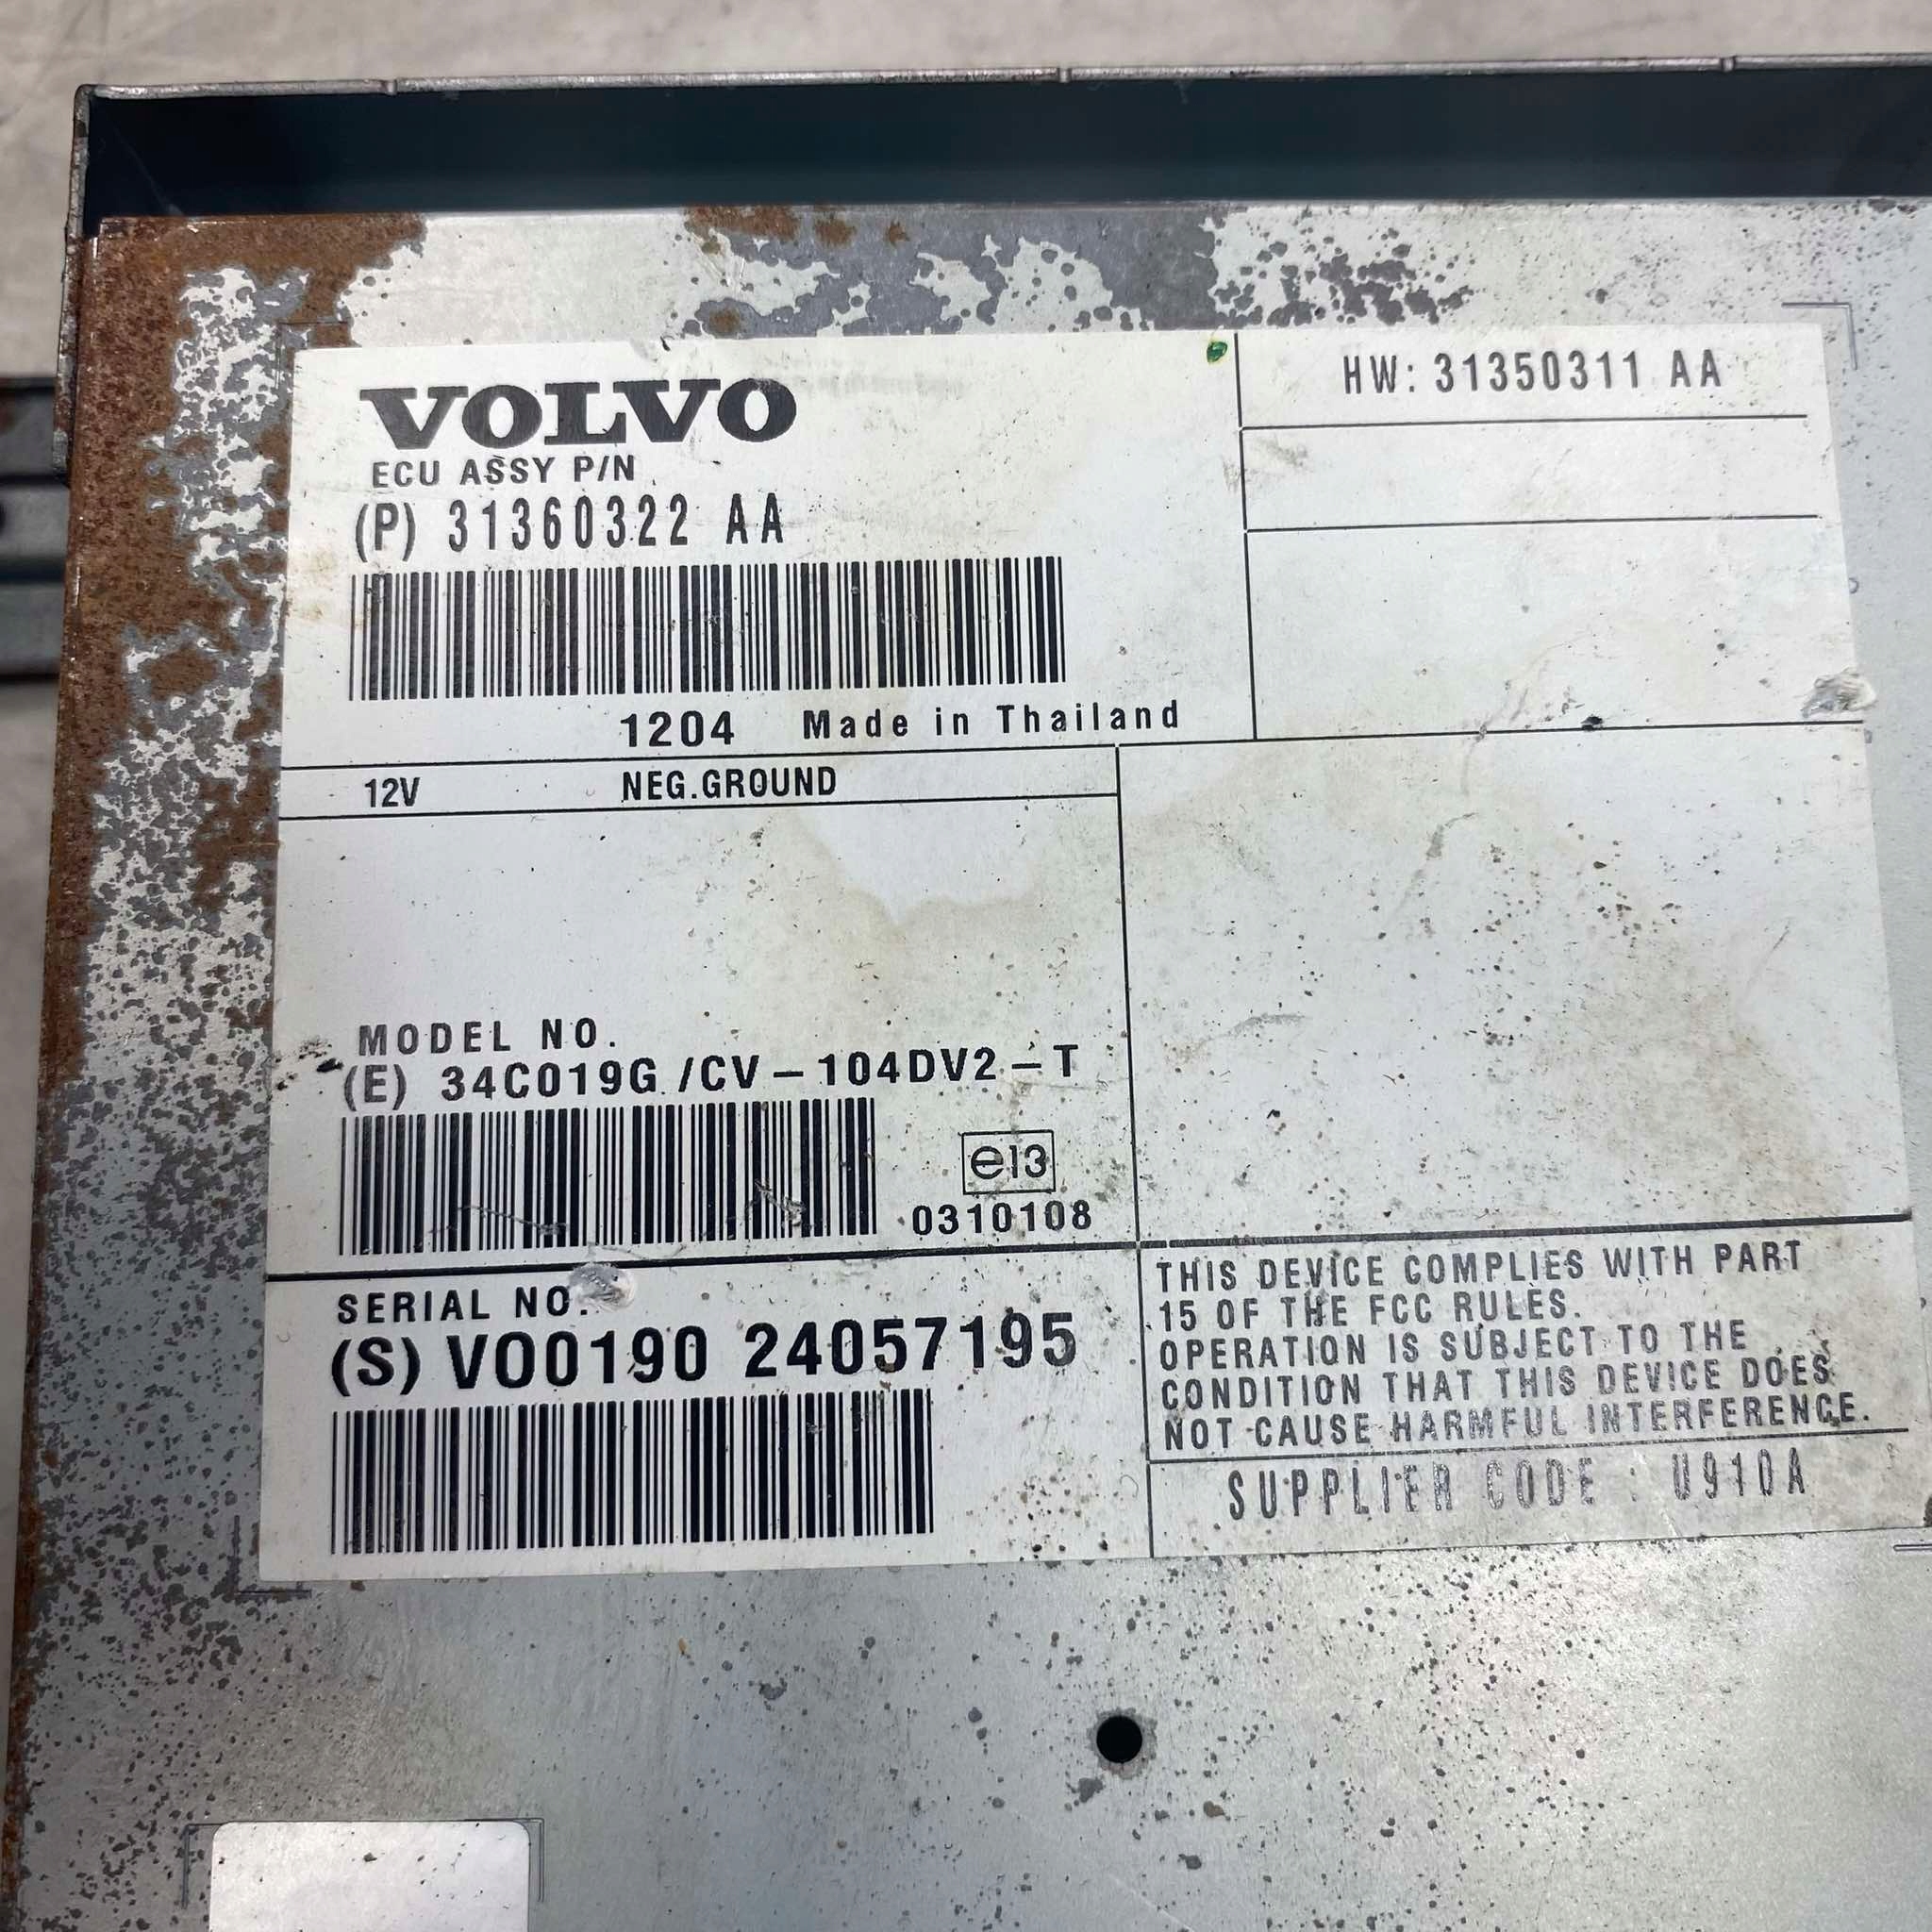 VOLVO
ECU ASSY P/N
(P) 31360322 AA
1204 Made in Thailand
HW: 31350311 AA
12V NEG.GROUND
MODEL NO.
(E) 34C019G /CV-104DV2-T
e13
0310108
SERIAL NO.
(S) VO0190 24057195
THIS DEVICE COMPLIES WITH PART
15 OF THE FCC RULES.
OPERATION IS SUBJECT TO THE
CONDITION THAT THIS DEVICE DOES
NOT CAUSE HARMFUL INTERFERENCE.
SUPPLIER CODE : U910A